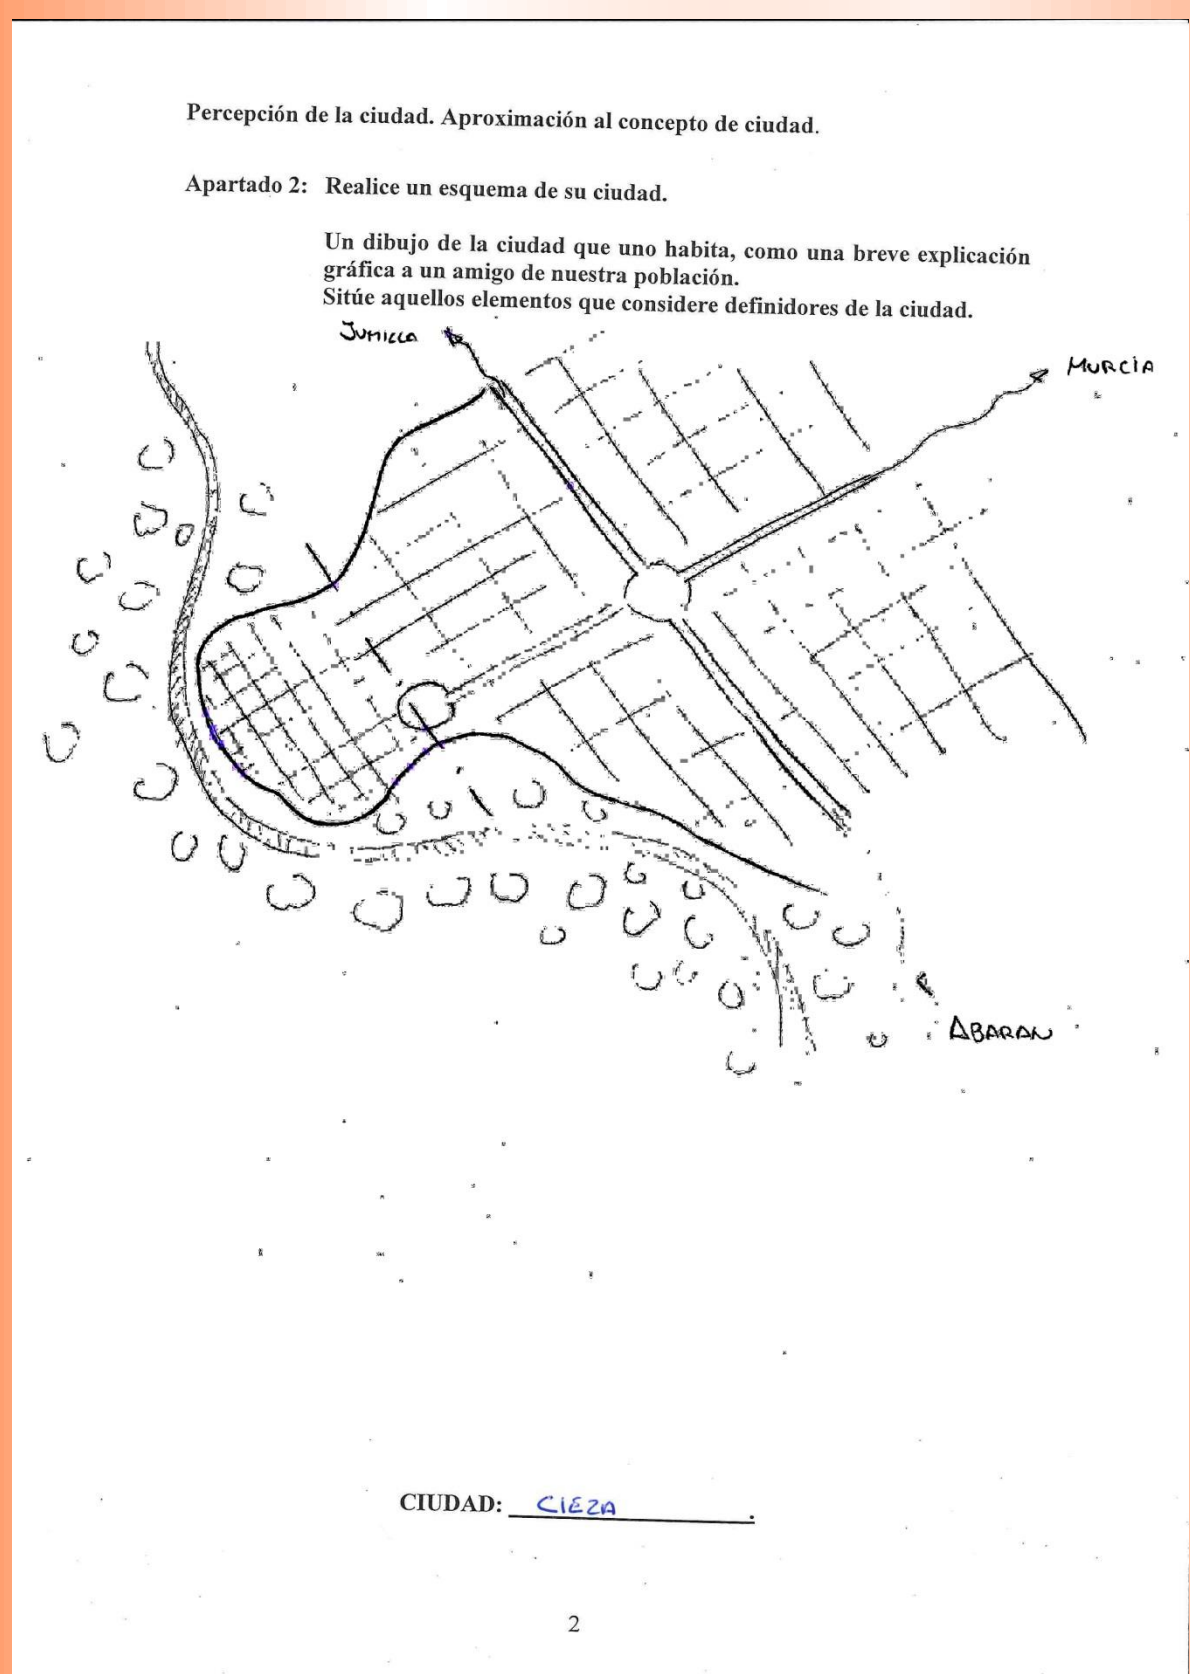 Percepción de la ciudad. Aproximación al concepto de ciudad.
Apartado 2: Realice un esquema de su ciudad.
Un dibujo de la ciudad que uno habita, como una breve explicación
gráfica a un amigo de nuestra población.
Sitúe aquellos elementos que considere definidores de la ciudad.
JUMILLA
MURCIA
ABARAN
CIUDAD: CIEZA.
2